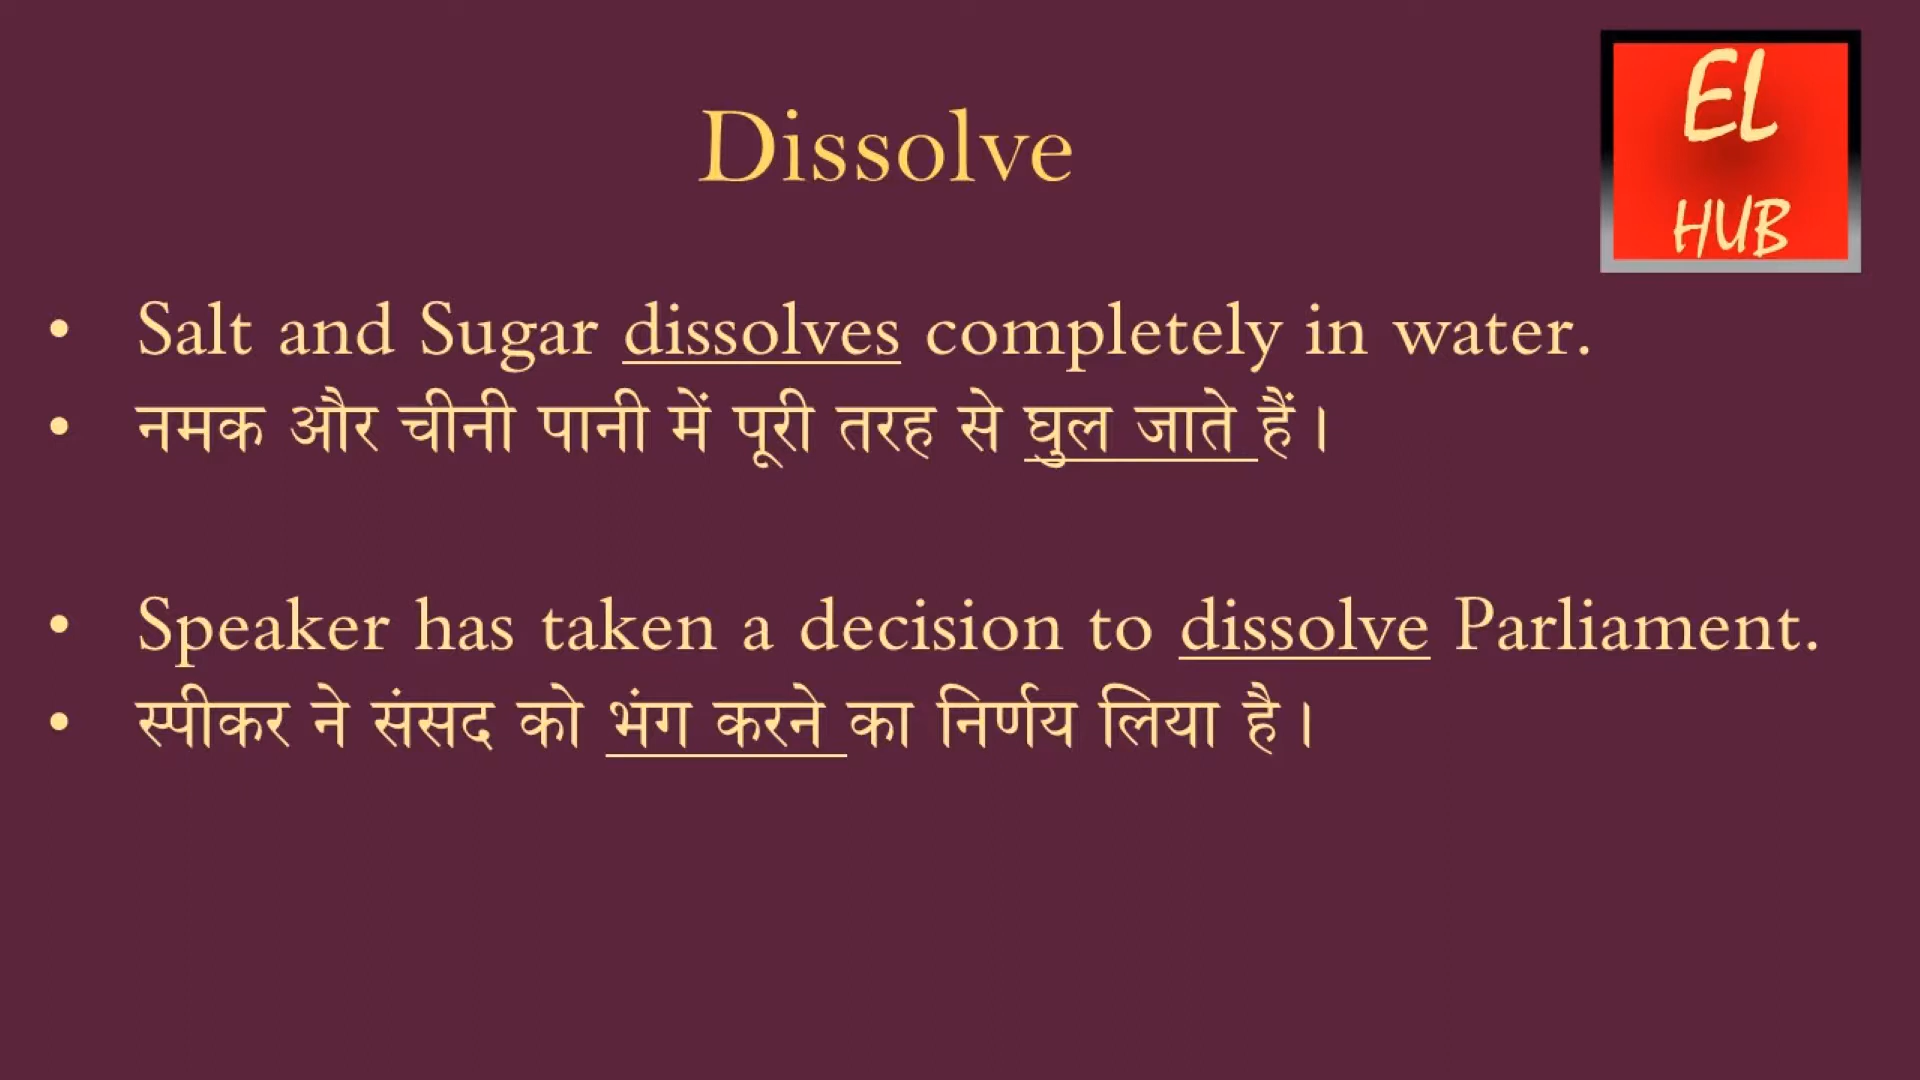 EL
HUB
Dissolve
• Salt and Sugar dissolves completely in water.
• नमक और चीनी पानी में पूरी तरह से घुल जाते हैं।
• Speaker has taken a decision to dissolve Parliament.
• स्पीकर ने संसद को भंग करने का निर्णय लिया है।